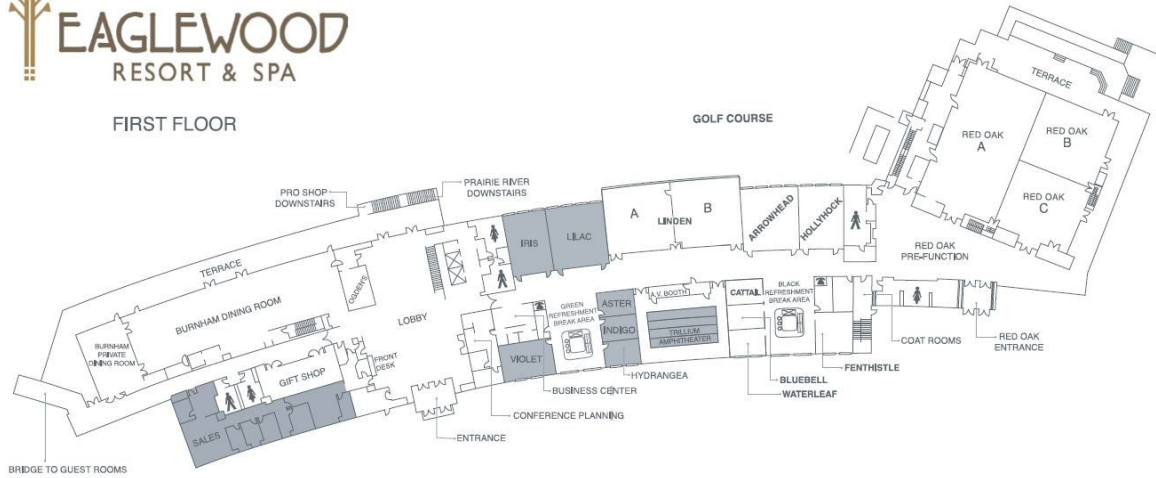 EAGLEWOOD
RESORT & SPA
FIRST FLOOR
GOLF COURSE
TERRACE
RED OAK
A
RED OAK
B
RED OAK
C
PRO SHOP
DOWNSTAIRS
PRAIRIE RIVER
DOWNSTAIRS
A
B
LINDEN
ARROWHEAD
HOLLYHOCK
IRIS
LILAC
RED OAK
PRE-FUNCTION
TERRACE
OGDEN'S
BURNHAM DINING ROOM
LOBBY
BURNHAM
PRIVATE
DINING ROOM
FRONT
DESK
GIFT SHOP
SALES
GREEN
REFRESHMENT
BREAK AREA
VIOLET
ASTER
INDIGO
A.V. BOOTH
TRILLIUM
AMPHITHEATER
CATTAIL
BLACK
REFRESHMENT
BREAK AREA
COAT ROOMS
RED OAK
ENTRANCE
FENTHISTLE
HYDRANGEA
BLUEBELL
WATERLEAF
BUSINESS CENTER
CONFERENCE PLANNING
ENTRANCE
BRIDGE TO GUEST ROOMS